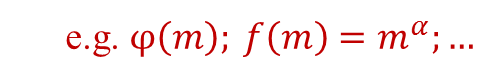 e.g. φ(m); f(m) = m^α; ...